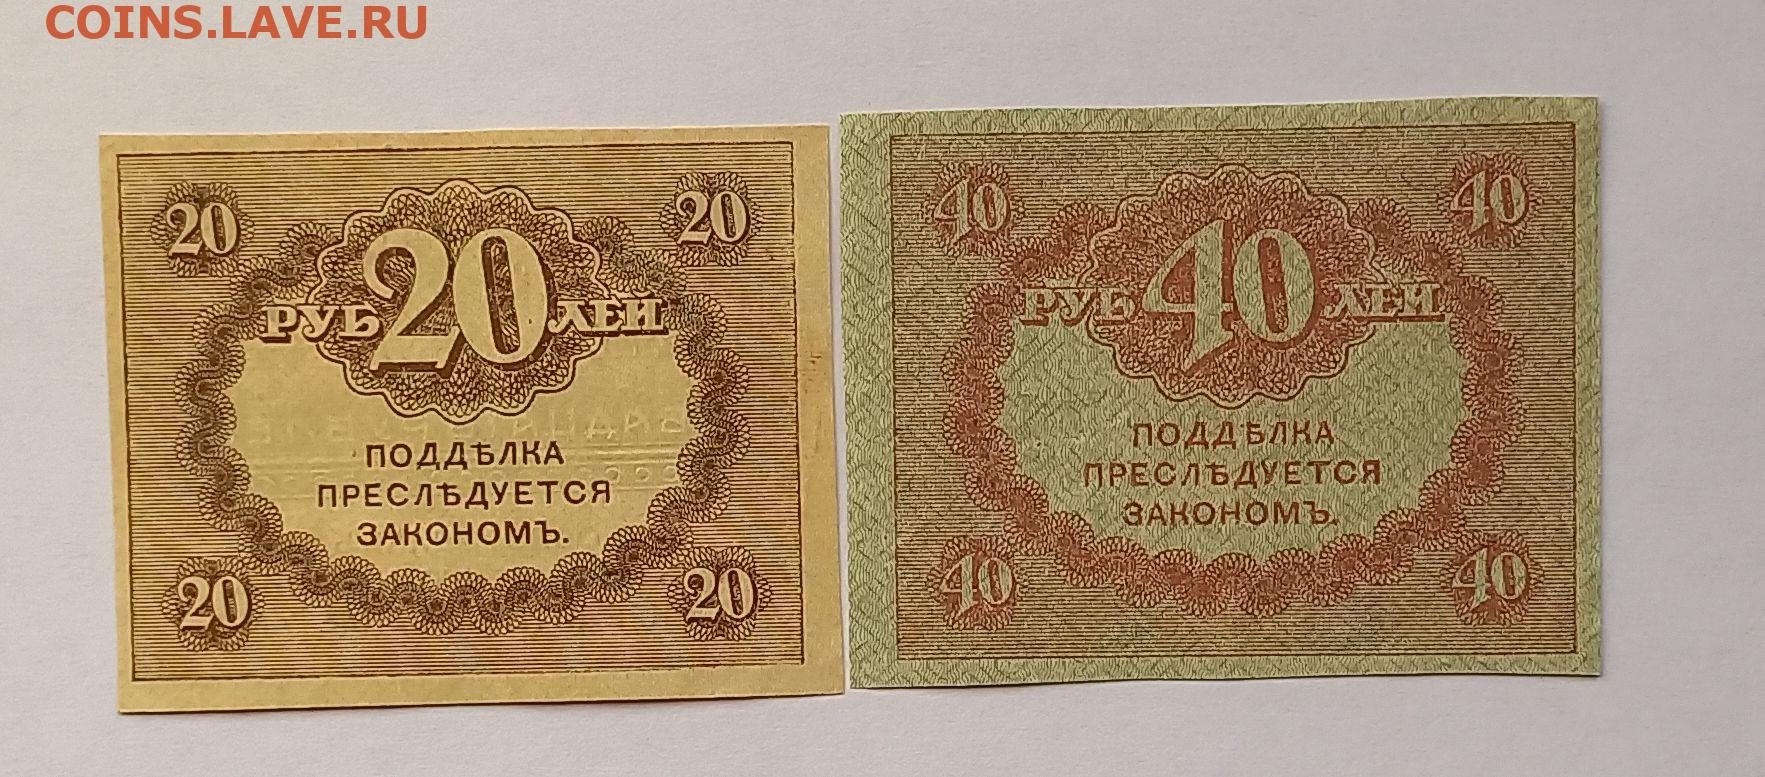 COINS.LAVE.RU
20 20
РУБ 20 ЛЕЙ
ПОДДѢЛКА
ПРЕСЛѢДУЕТСЯ
ЗАКОНОМЪ.
20 20
40 40
РУБ 40 ЛЕЙ
ПОДДѢЛКА
ПРЕСЛѢДУЕТСЯ
ЗАКОНОМЪ.
40 40